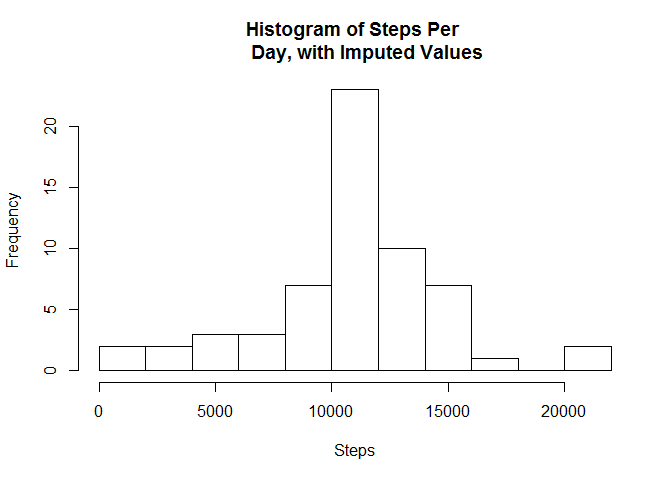 Histogram of Steps Per
Day, with Imputed Values
Frequency
20
15
10
5
0
0 5000 10000 15000 20000
Steps